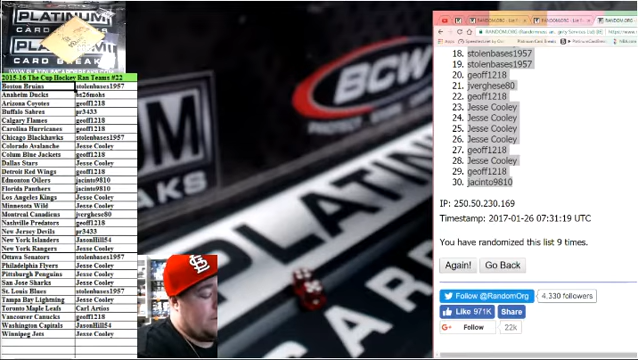 PLATINUM
CARD BREAKS
2015-16 The Cup Hockey Ran Teams #22
Boston Bruins stolenbases1957
Anaheim Ducks
Arizona Coyotes geoff1218
Buffalo Sabres pr3433
Calgary Flames geoff1218
Carolina Hurricanes geoff1218
Chicago Blackhawks stolenbases1957
Colorado Avalanche Jesse Cooley
Colum Blue Jackets geoff1218
Dallas Stars Jesse Cooley
Detroit Red Wings geoff1218
Edmonton Oilers jacinto9810
Florida Panthers jacinto9810
Los Angeles Kings Jesse Cooley
Minnesota Wild Jesse Cooley
Montreal Canadiens jverghese80
Nashville Predators geoff1218
New Jersey Devils pr3433
New York Islanders JasonHill54
New York Rangers Jesse Cooley
Ottawa Senators stolenbases1957
Philadelphia Flyers Jesse Cooley
Pittsburgh Penguins Jesse Cooley
San Jose Sharks Jesse Cooley
St. Louis Blues stolenbases1957
Tampa Bay Lightning Jesse Cooley
Toronto Maple Leafs Carl Artios
Vancouver Canucks geoff1218
Washington Capitals JasonHill54
Winnipeg Jets Jesse Cooley
BCW
PLATINUM
CAR
18. stolenbases1957
19. stolenbases1957
20. geoff1218
21. jverghese80
22. geoff1218
23. Jesse Cooley
24. Jesse Cooley
25. Jesse Cooley
26. Jesse Cooley
27. geoff1218
28. Jesse Cooley
29. geoff1218
30. jacinto9810
IP: 250.50.230.169
Timestamp: 2017-01-26 07:31:19 UTC
You have randomized this list 9 times.
Again! Go Back
Follow @RandomOrg 4,330 followers
Like 971K Share
Follow 22k